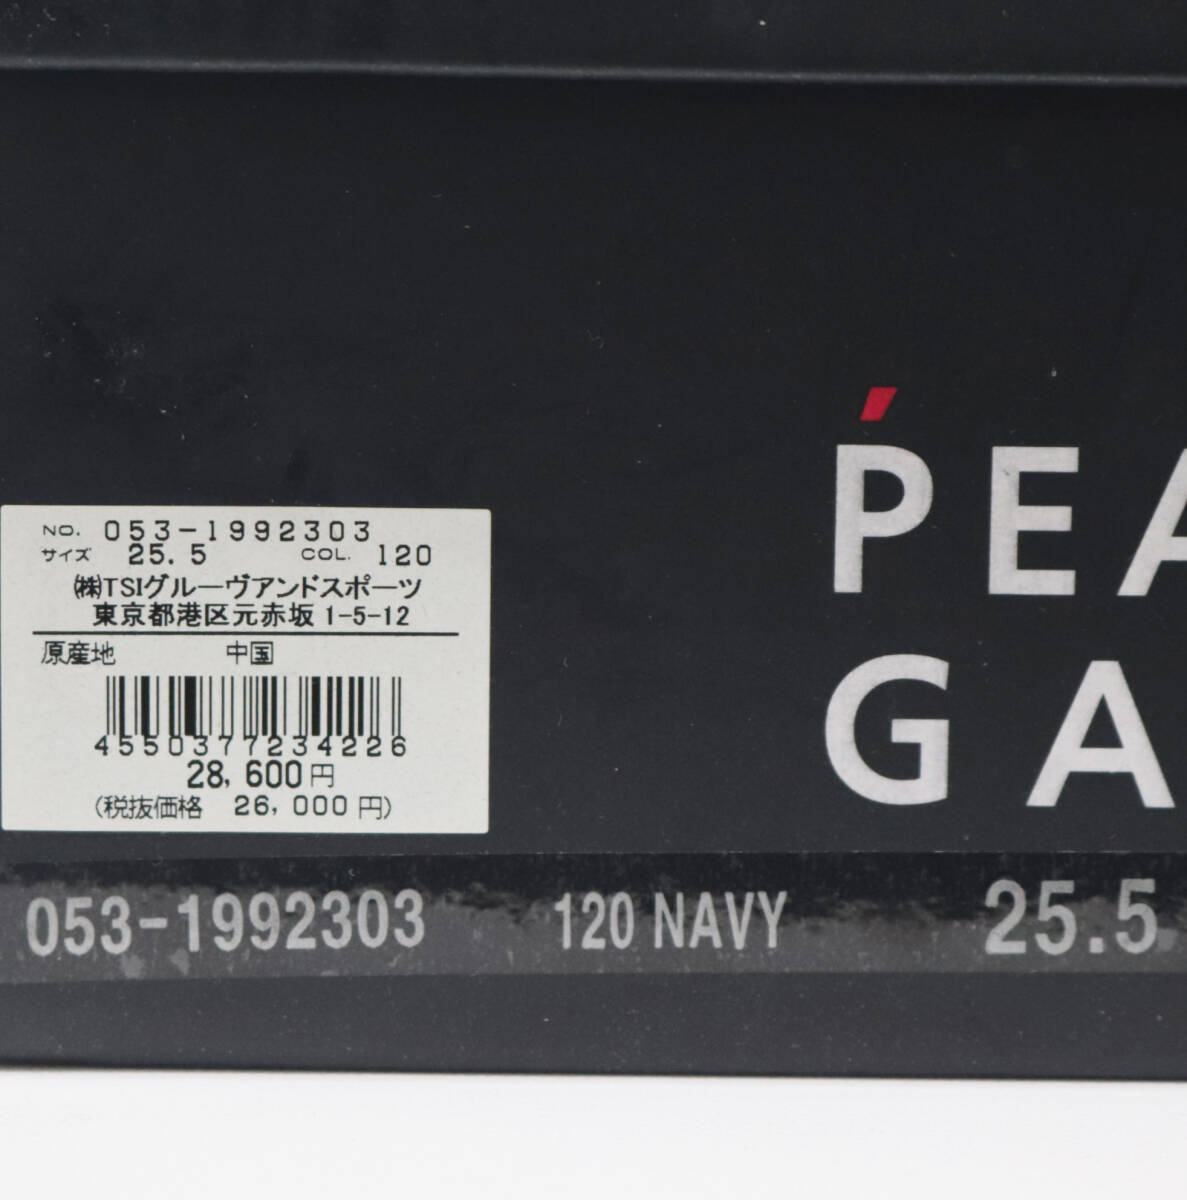 NO. 053-1992303
サイズ 25.5 COL. 120
㈱TSIグルーヴアンドスポーツ
東京都港区元赤坂 1-5-12
原産地 中国
4550377234226
28,600円
(税抜価格 26,000円)
PEA
GA
053-1992303 120 NAVY 25.5